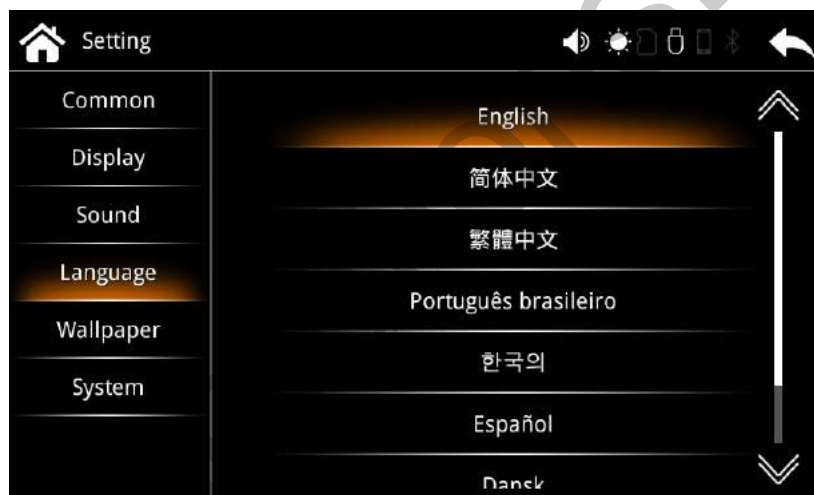 Setting
Common
Display
Sound
Language
Wallpaper
System
English
简体中文
繁體中文
Português brasileiro
한국의
Español
Dansk